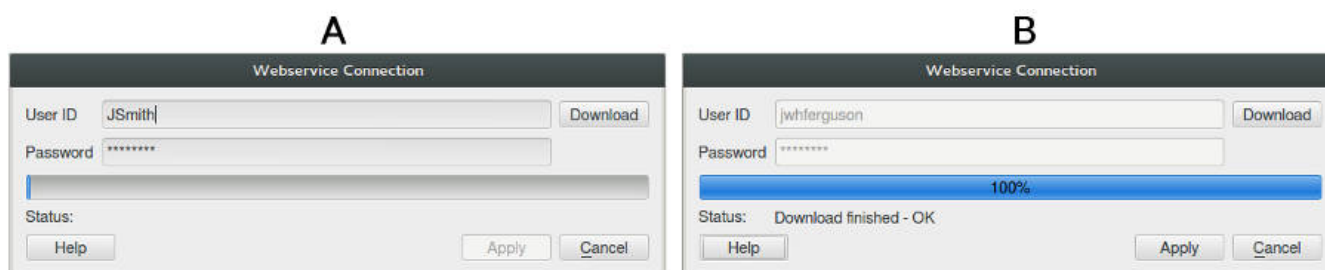 A
Webservice Connection
User ID JSmith Download
Password ********
Status:
Help Apply Cancel
B
Webservice Connection
User ID jwhferguson Download
Password ********
100%
Status: Download finished - OK
Help Apply Cancel